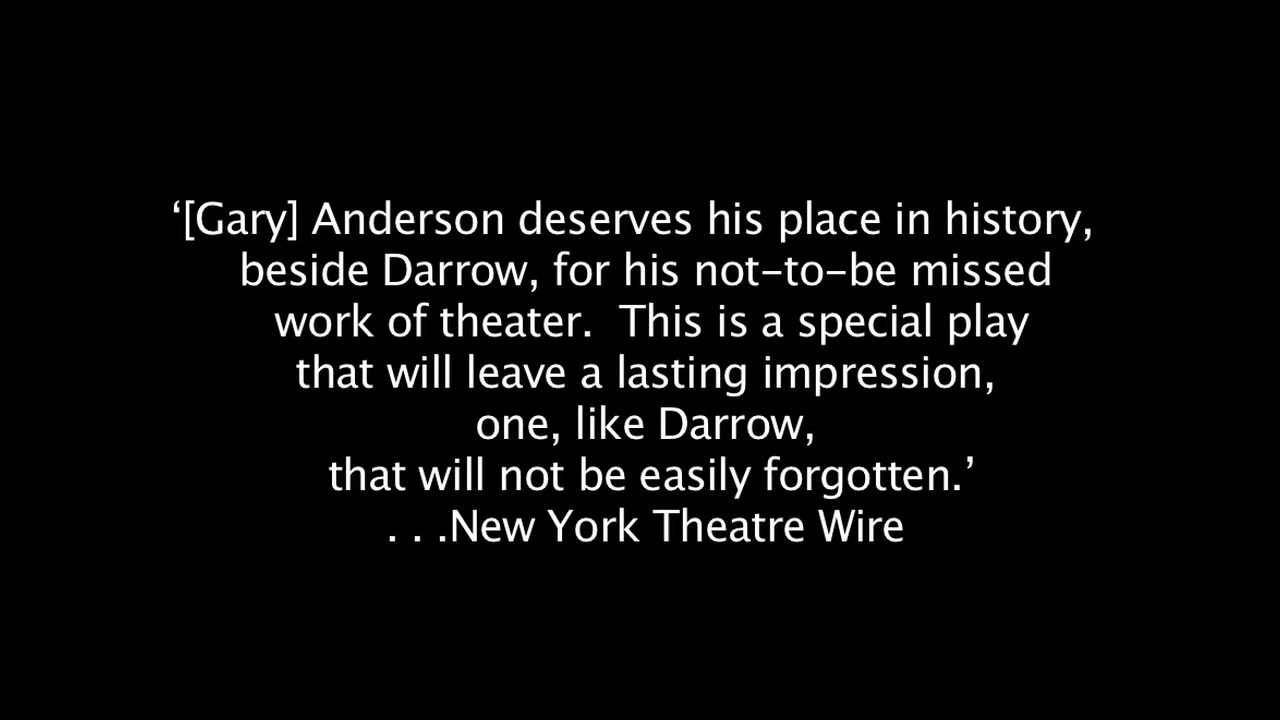 ‘[Gary] Anderson deserves his place in history,
beside Darrow, for his not-to-be missed
work of theater.  This is a special play
that will leave a lasting impression,
one, like Darrow,
that will not be easily forgotten.’
. . .New York Theatre Wire